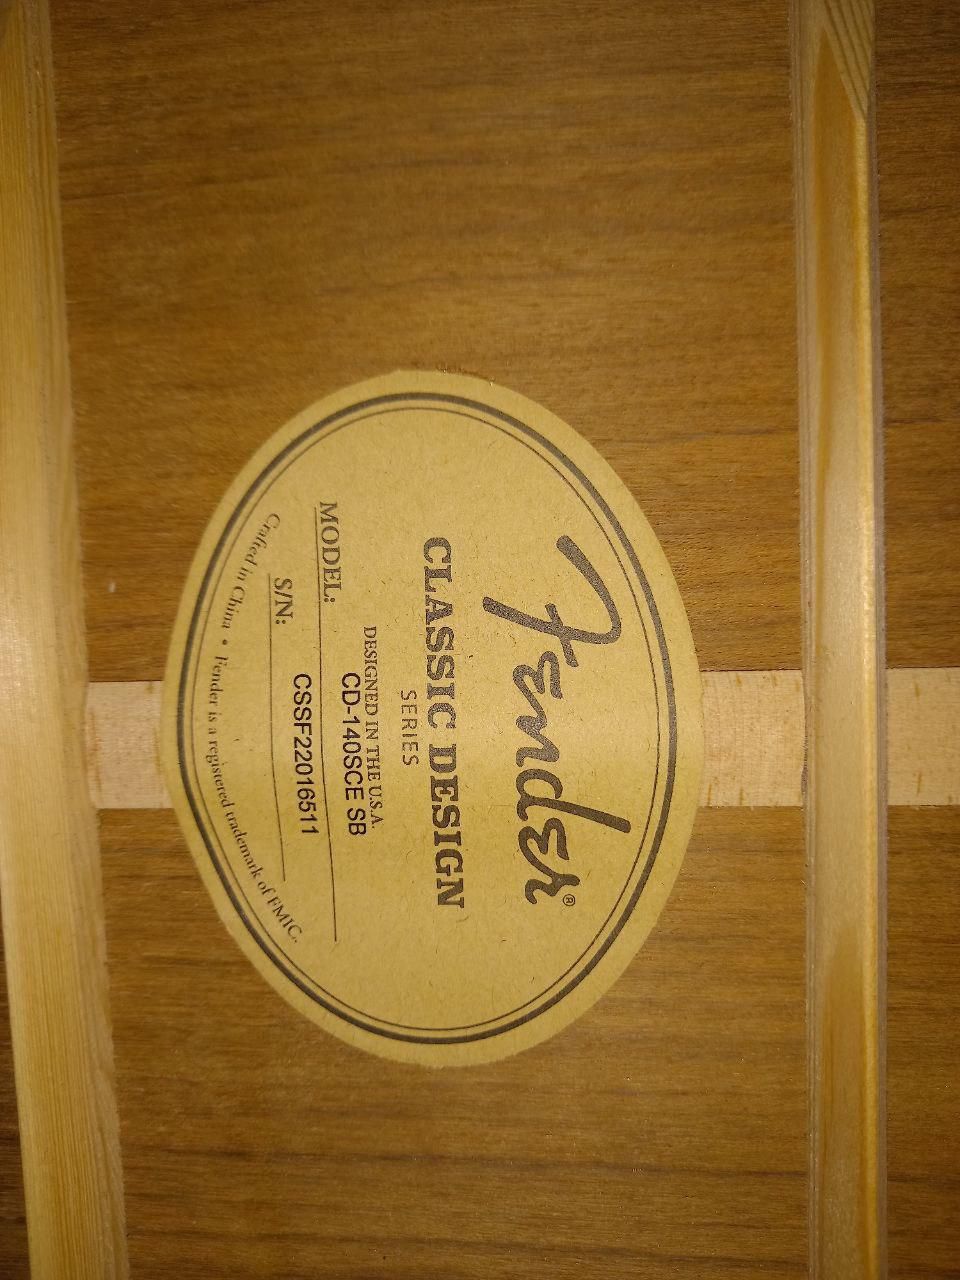 Fender®
CLASSIC DESIGN
SERIES
DESIGNED IN THE U.S.A.
MODEL: CD-140SCE SB
S/N: CSSF22016511
Crafted in China • Fender is a registered trademark of FMIC.